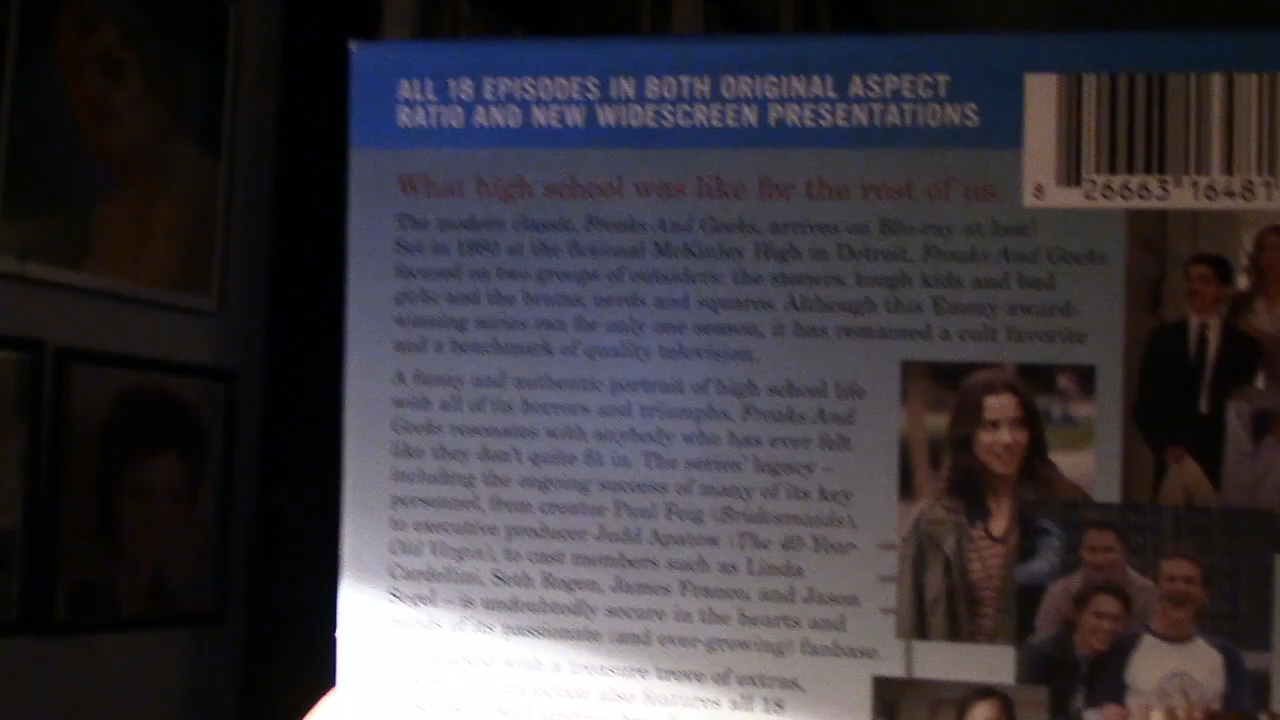 ALL 18 EPISODES IN BOTH ORIGINAL ASPECT
RATIO AND NEW WIDESCREEN PRESENTATIONS
8 26663 16481
What high school was like for the rest of us
The modern classic, Freaks And Geeks, arrives on Blu-ray at last!
Set in 1980 at the fictional McKinley High in Detroit, Freaks And Geeks
focused on two groups of outsiders: the stoners, tough kids and bad
girls; and the brains, nerds and squares. Although this Emmy award-
winning series ran for only one season, it has remained a cult favorite
and a benchmark of quality television.
A funny and authentic portrait of high school life
with all of its horrors and triumphs, Freaks And
Geeks resonates with anybody who has ever felt
like they don't quite fit in. The series' legacy –
including the ongoing success of many of its key
personnel, from creator Paul Feig (Bridesmaids),
to executive producer Judd Apatow (The 40-Year-
Old Virgin), to cast members such as Linda
Cardellini, Seth Rogen, James Franco, and Jason
Segel – is undoubtedly secure in the hearts and
minds of its passionate (and ever-growing) fanbase.
with a treasure trove of extras,
also features all 18